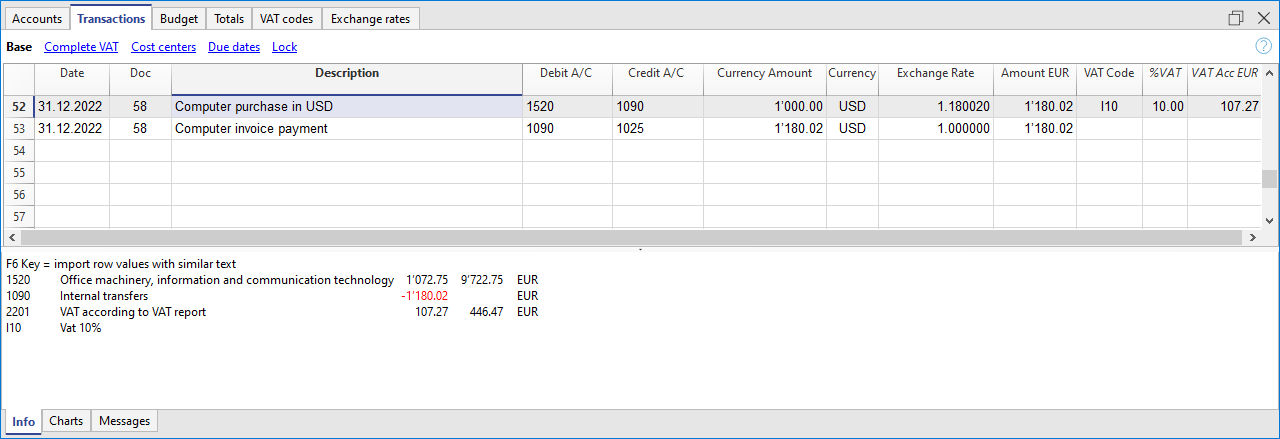 Accounts Transactions Budget Totals VAT codes Exchange rates
Base Complete VAT Cost centers Due dates Lock ?
Date Doc Description Debit A/C Credit A/C Currency Amount Currency Exchange Rate Amount EUR VAT Code %VAT VAT Acc EUR
52 31.12.2022 58 Computer purchase in USD 1520 1090 1'000.00 USD 1.180020 1'180.02 I10 10.00 107.27
53 31.12.2022 58 Computer invoice payment 1090 1025 1'180.02 USD 1.000000 1'180.02
54
55
56
57
F6 Key = import row values with similar text
1520 Office machinery, information and communication technology 1'072.75 9'722.75 EUR
1090 Internal transfers -1'180.02 EUR
2201 VAT according to VAT report 107.27 446.47 EUR
I10 Vat 10%
Info Charts Messages